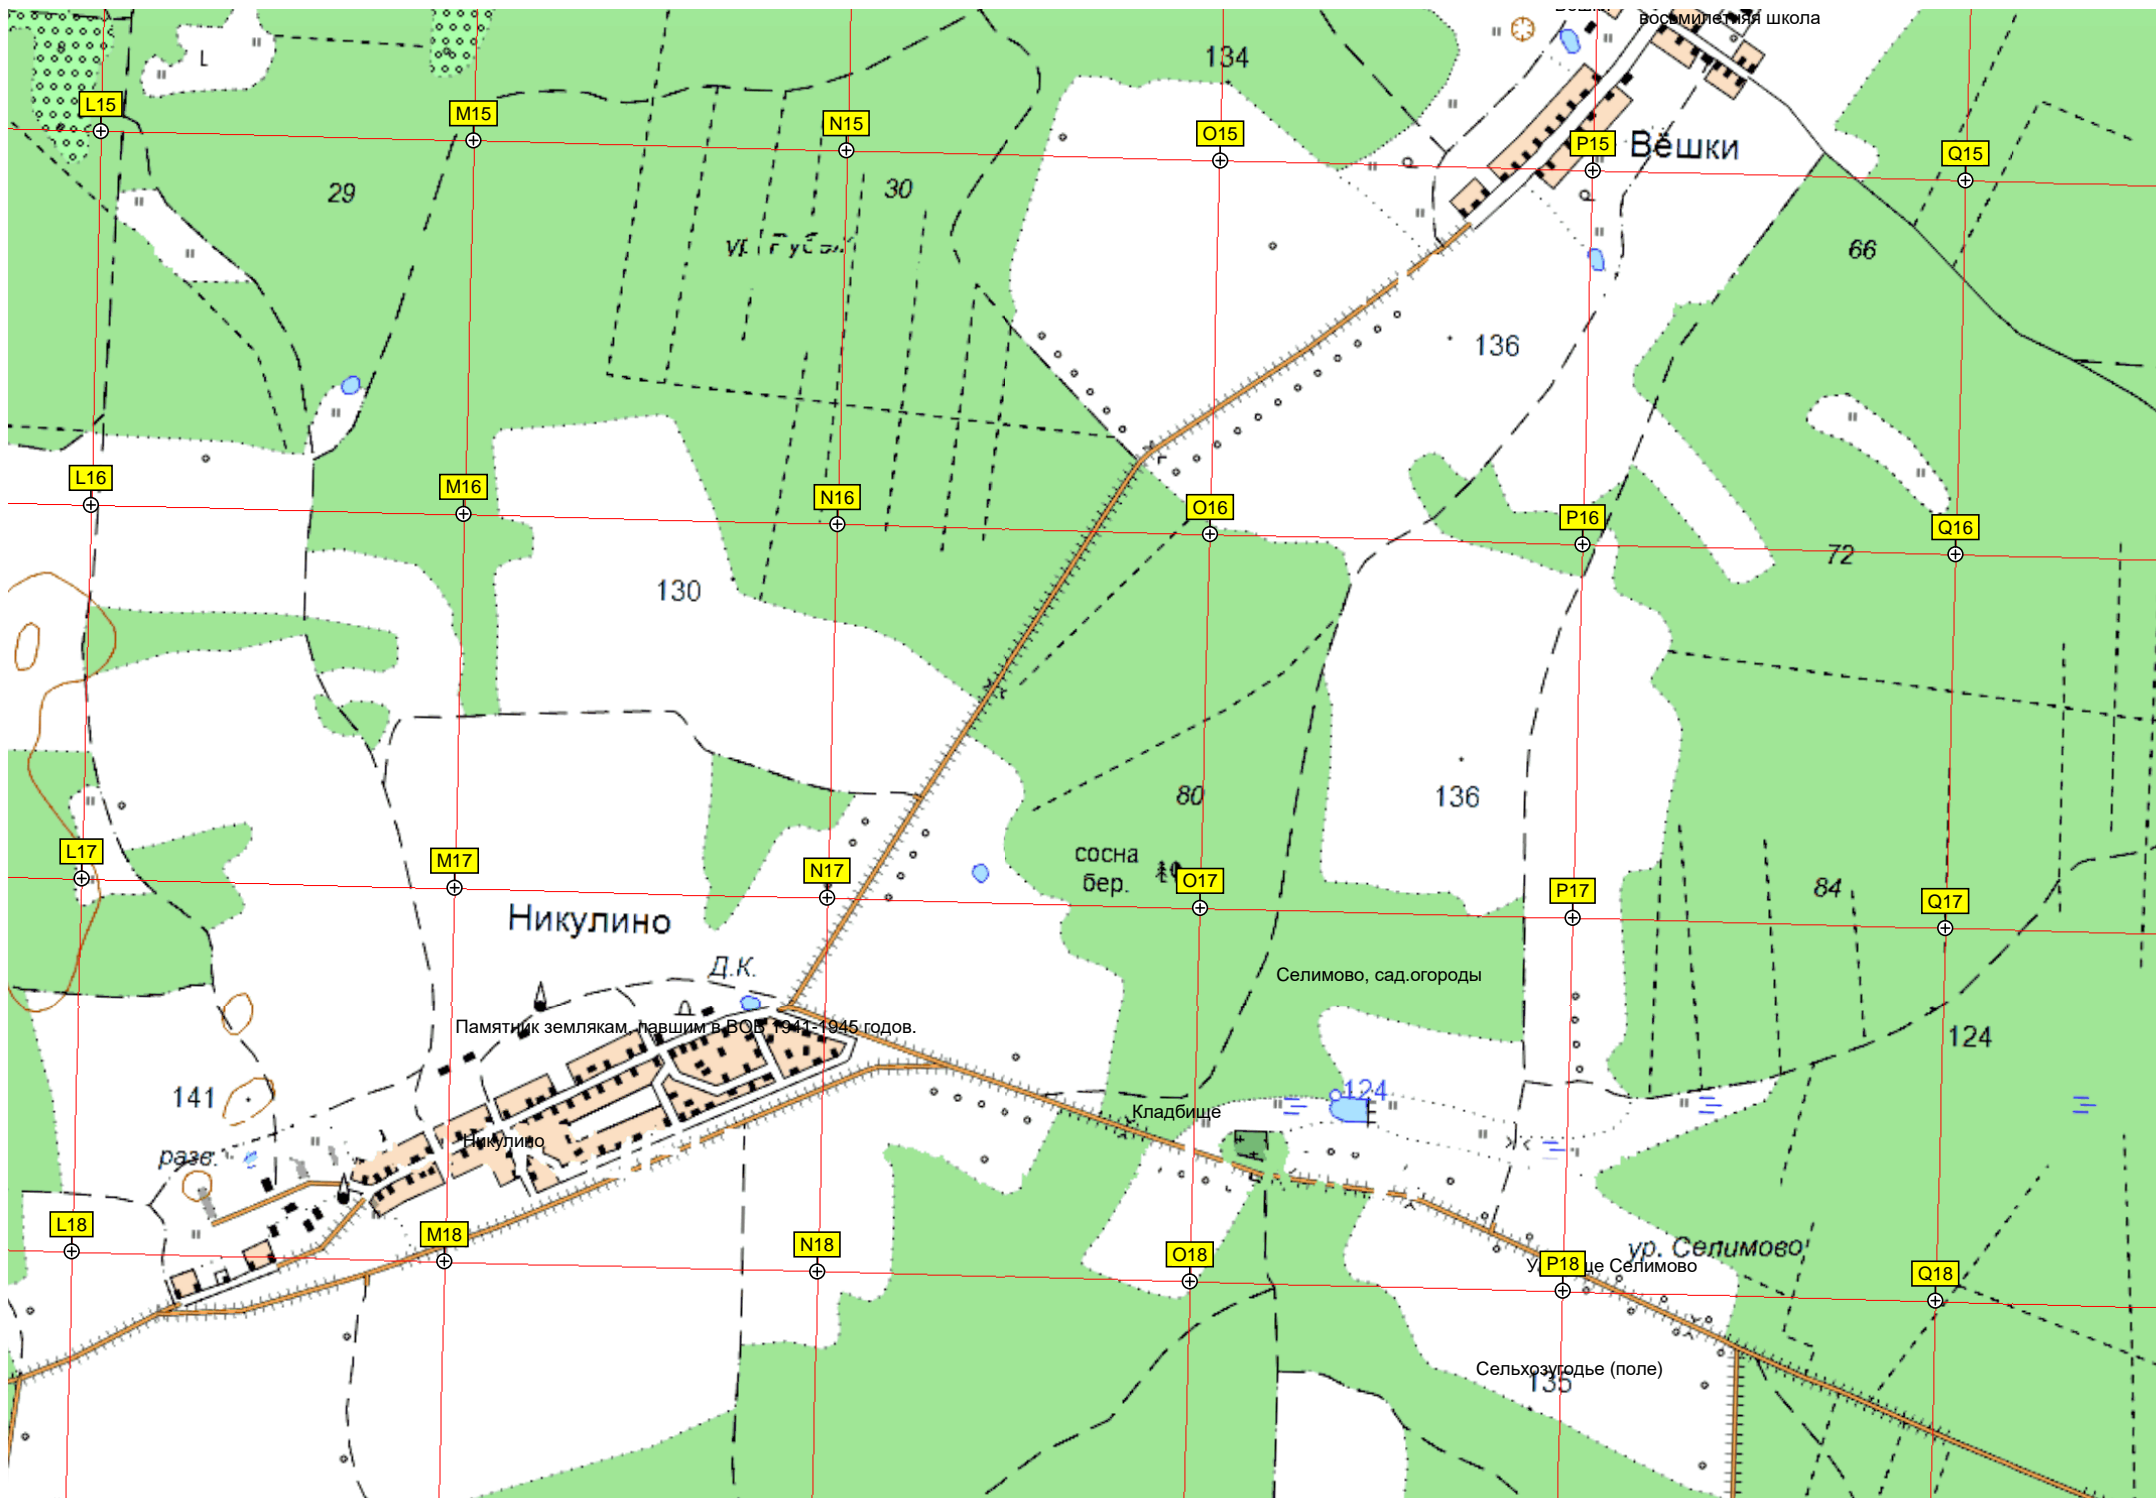 восьмилетняя школа
134
L
L15
M15
N15
O15
P15
Вёшки
Q15
29
30
66
136
L16
M16
N16
O16
P16
Q16
72
130
80
136
сосна
бер.
L17
M17
N17
O17
P17
84
Q17
Никулино
Д.К.
Селимово, сад.огороды
Памятник землякам, павшим в ВОВ 1941-1945 годов.
124
141
124
Кладбище
Никулино
разв.
L18
M18
N18
O18
P18
ур. Селимово
Селимово
Q18
Сельхозугодье (поле)
135